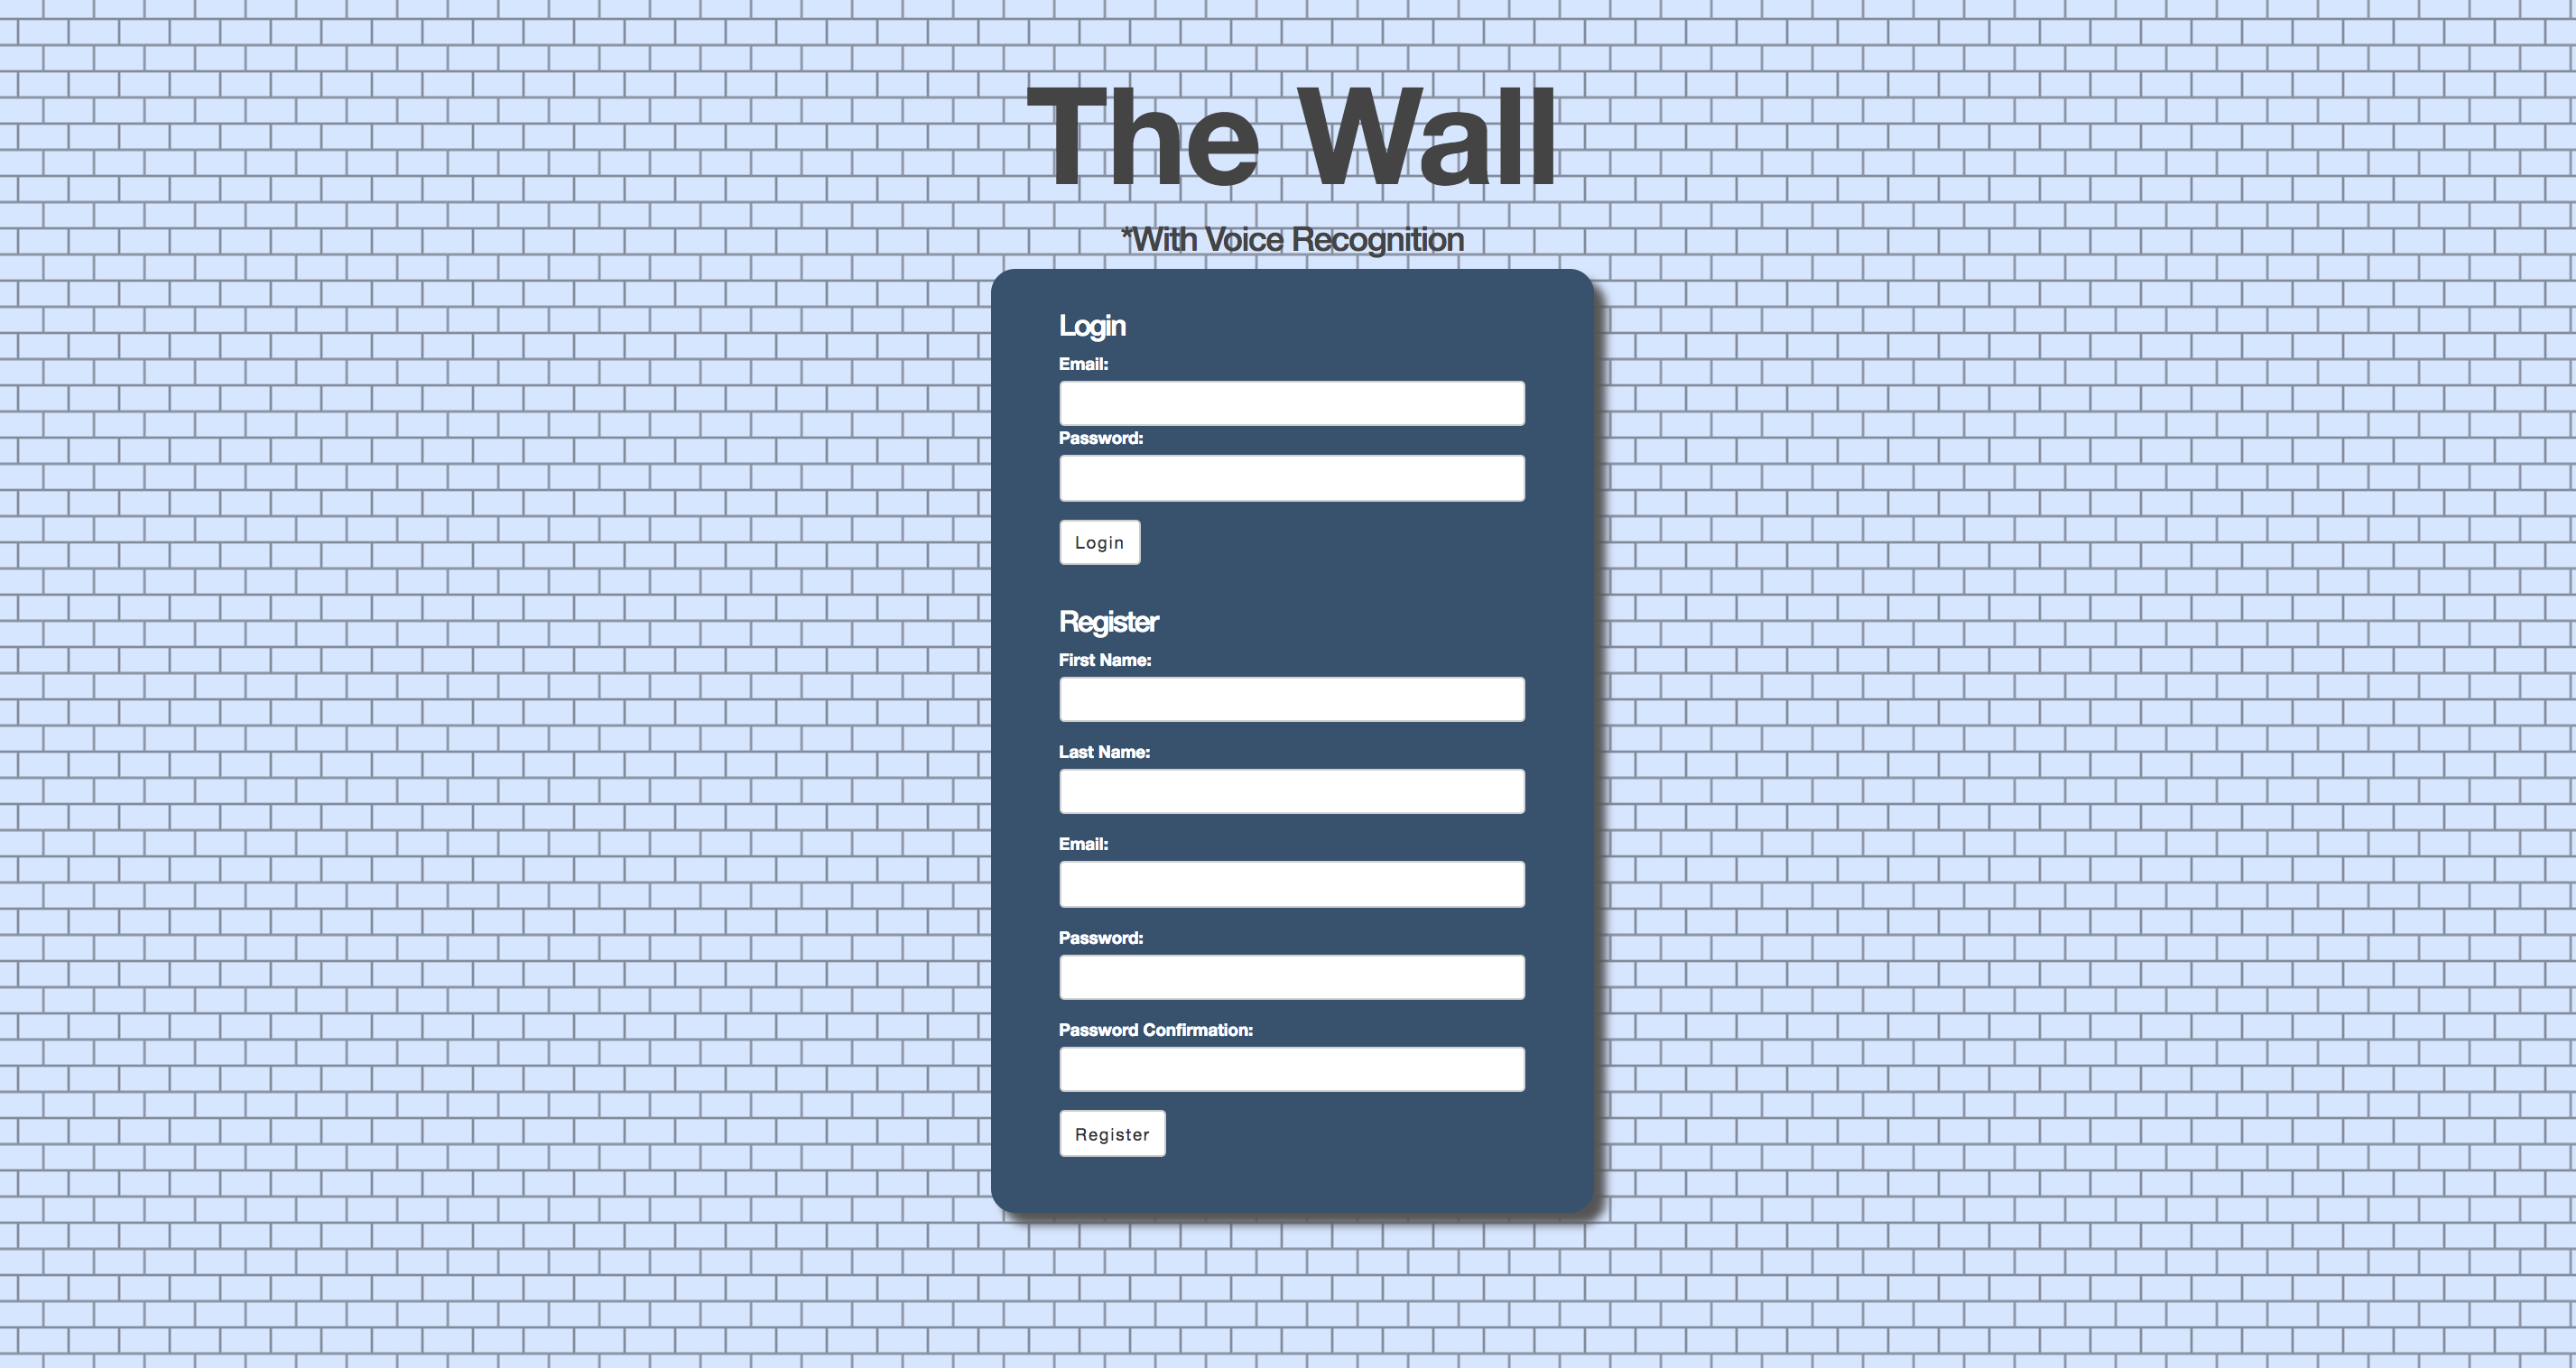 The Wall
*With Voice Recognition
Login
Email:
Password:
Login
Register
First Name:
Last Name:
Email:
Password:
Password Confirmation:
Register